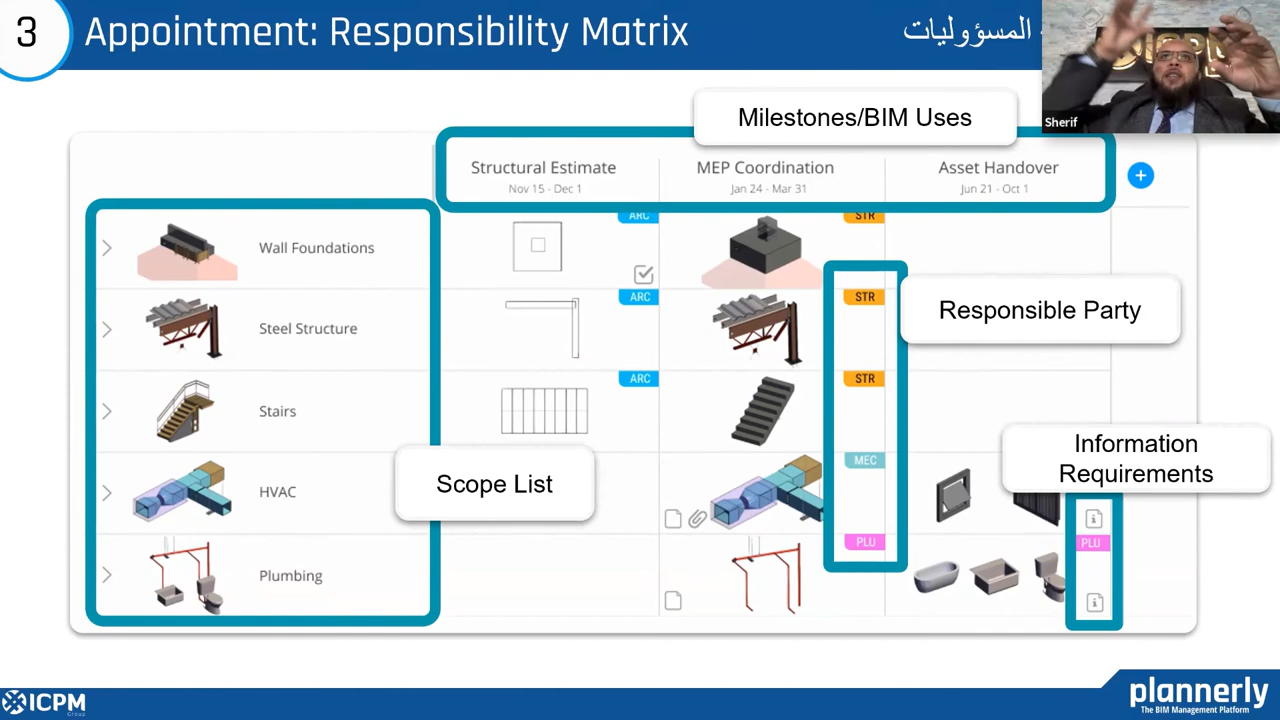 3
Appointment: Responsibility Matrix
المسؤوليات
Sherif
Milestones/BIM Uses
Structural Estimate
Nov 15 - Dec 1
MEP Coordination
Jan 24 - Mar 31
Asset Handover
Jun 21 - Oct 1
+
Wall Foundations
ARC
STR
Steel Structure
ARC
STR
Responsible Party
Stairs
ARC
STR
Scope List
HVAC
MEC
Information
Requirements
Plumbing
PLU
PLU
ICPM
Group
plannerly
The BIM Management Platform